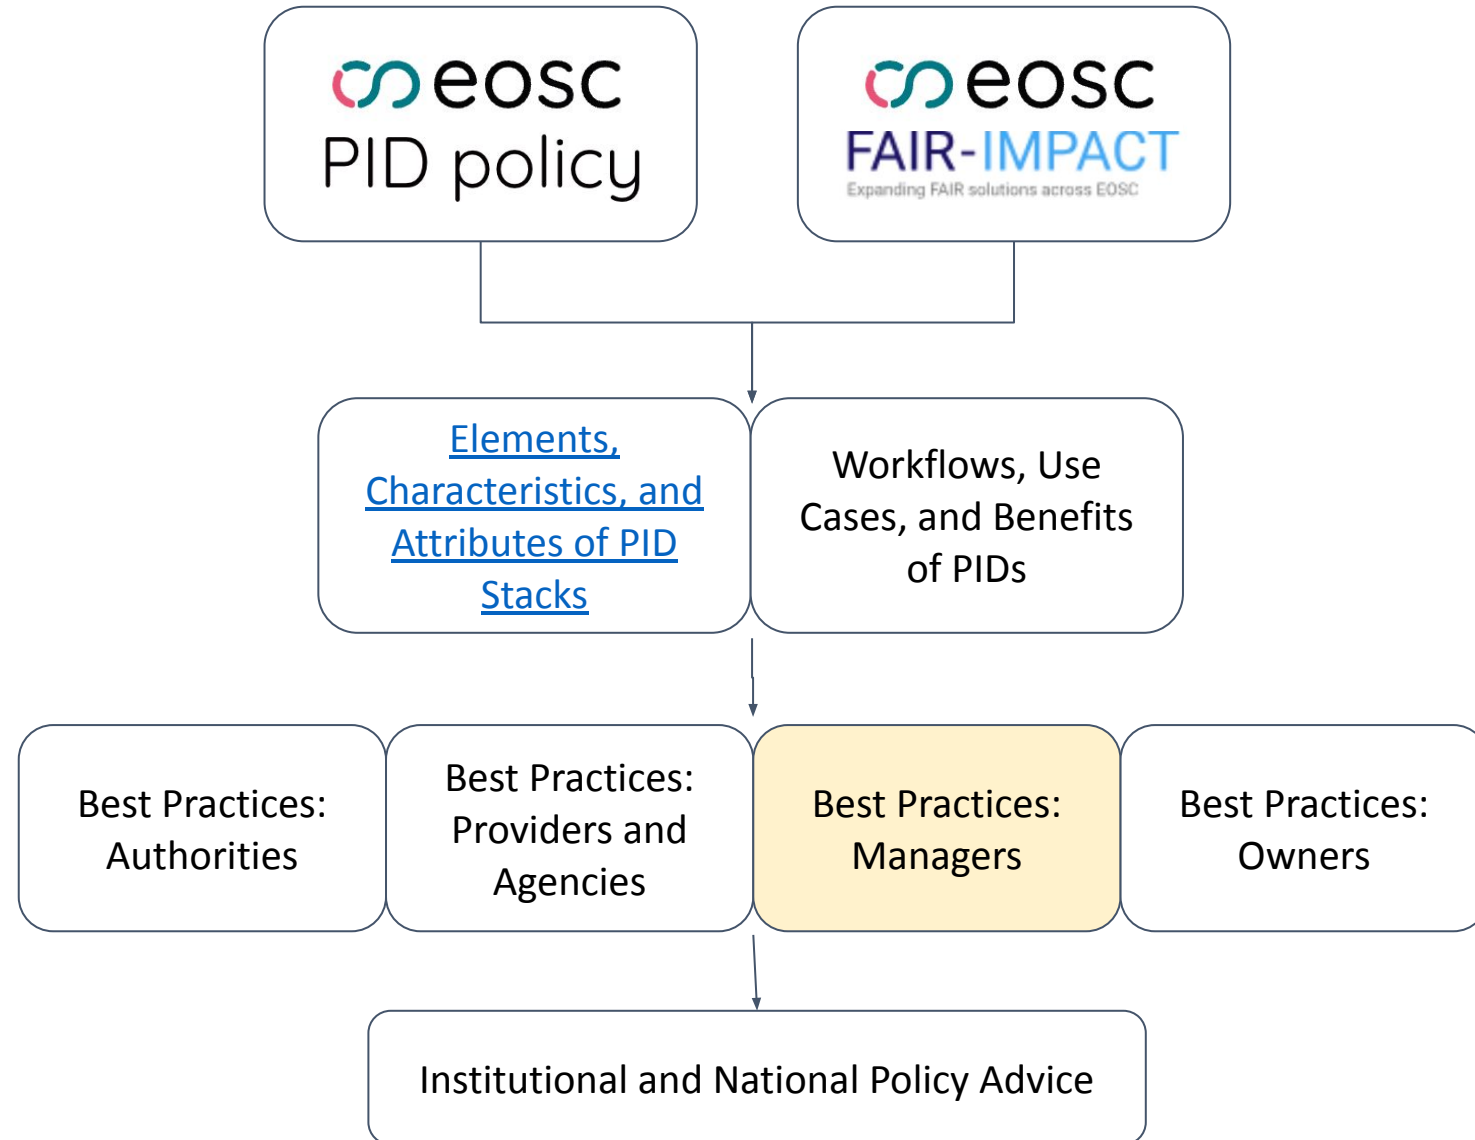 eosc
PID policy
eosc
FAIR-IMPACT
Expanding FAIR solutions across EOSC
Elements,
Characteristics, and
Attributes of PID
Stacks
Workflows, Use
Cases, and Benefits
of PIDs
Best Practices:
Authorities
Best Practices:
Providers and
Agencies
Best Practices:
Managers
Best Practices:
Owners
Institutional and National Policy Advice